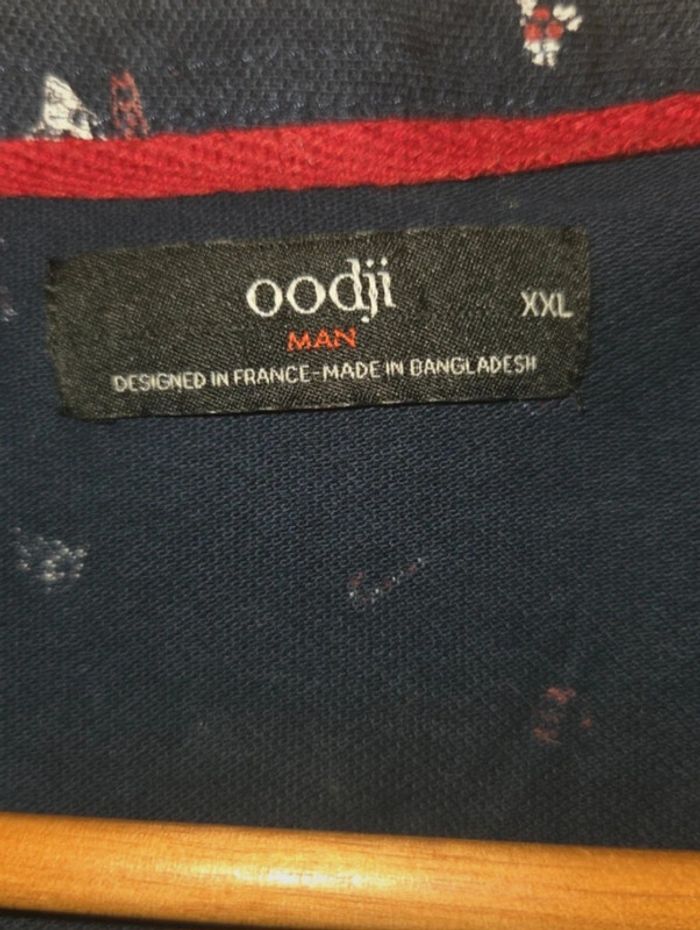 oodji
XXL
MAN
DESIGNED IN FRANCE-MADE IN BANGLADESH